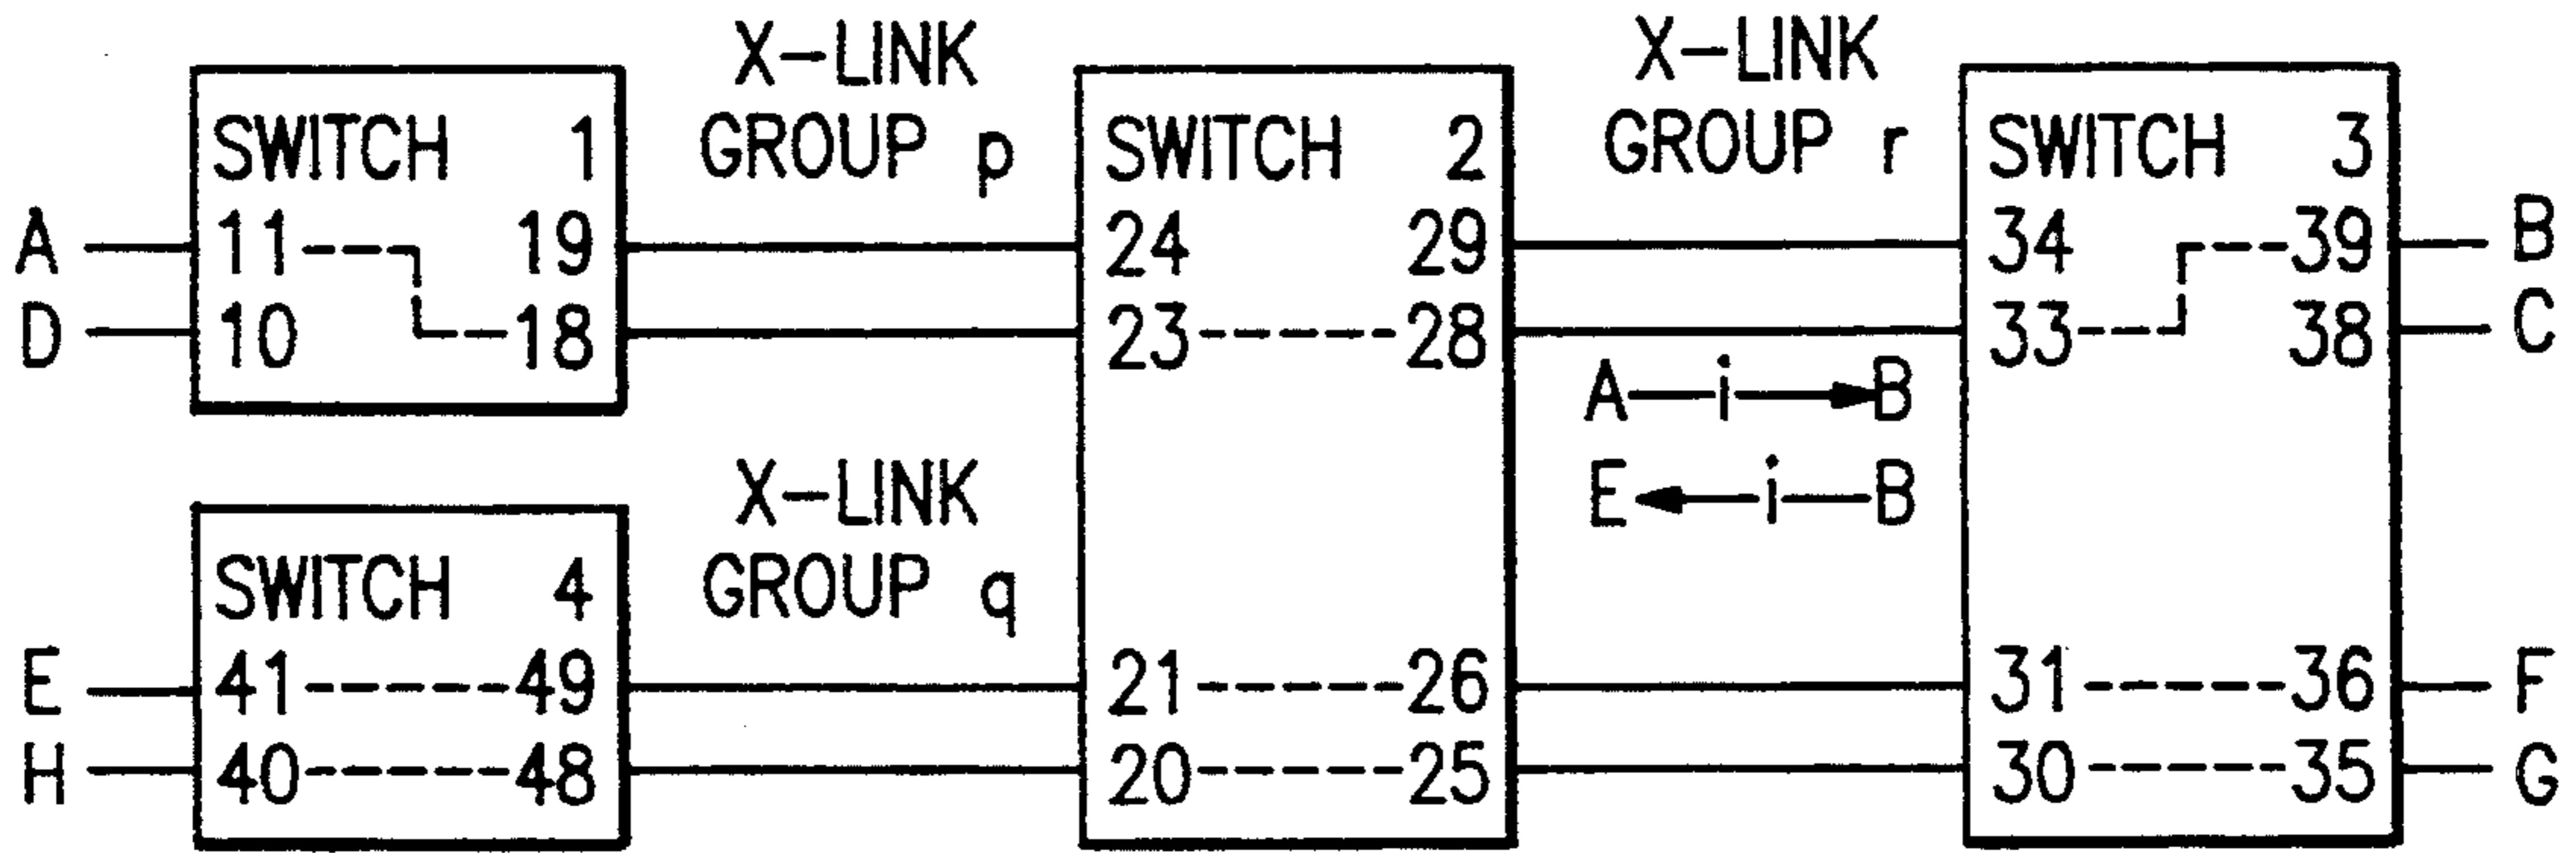 X-LINK
GROUP p
X-LINK
GROUP r
SWITCH 1
SWITCH 2
SWITCH 3
A 11 19 24 29 34 39 B
D 10 18 23 28 33 38 C
A i B
E i B
X-LINK
GROUP q
SWITCH 4
E 41 49 21 26 31 36 F
H 40 48 20 25 30 35 G